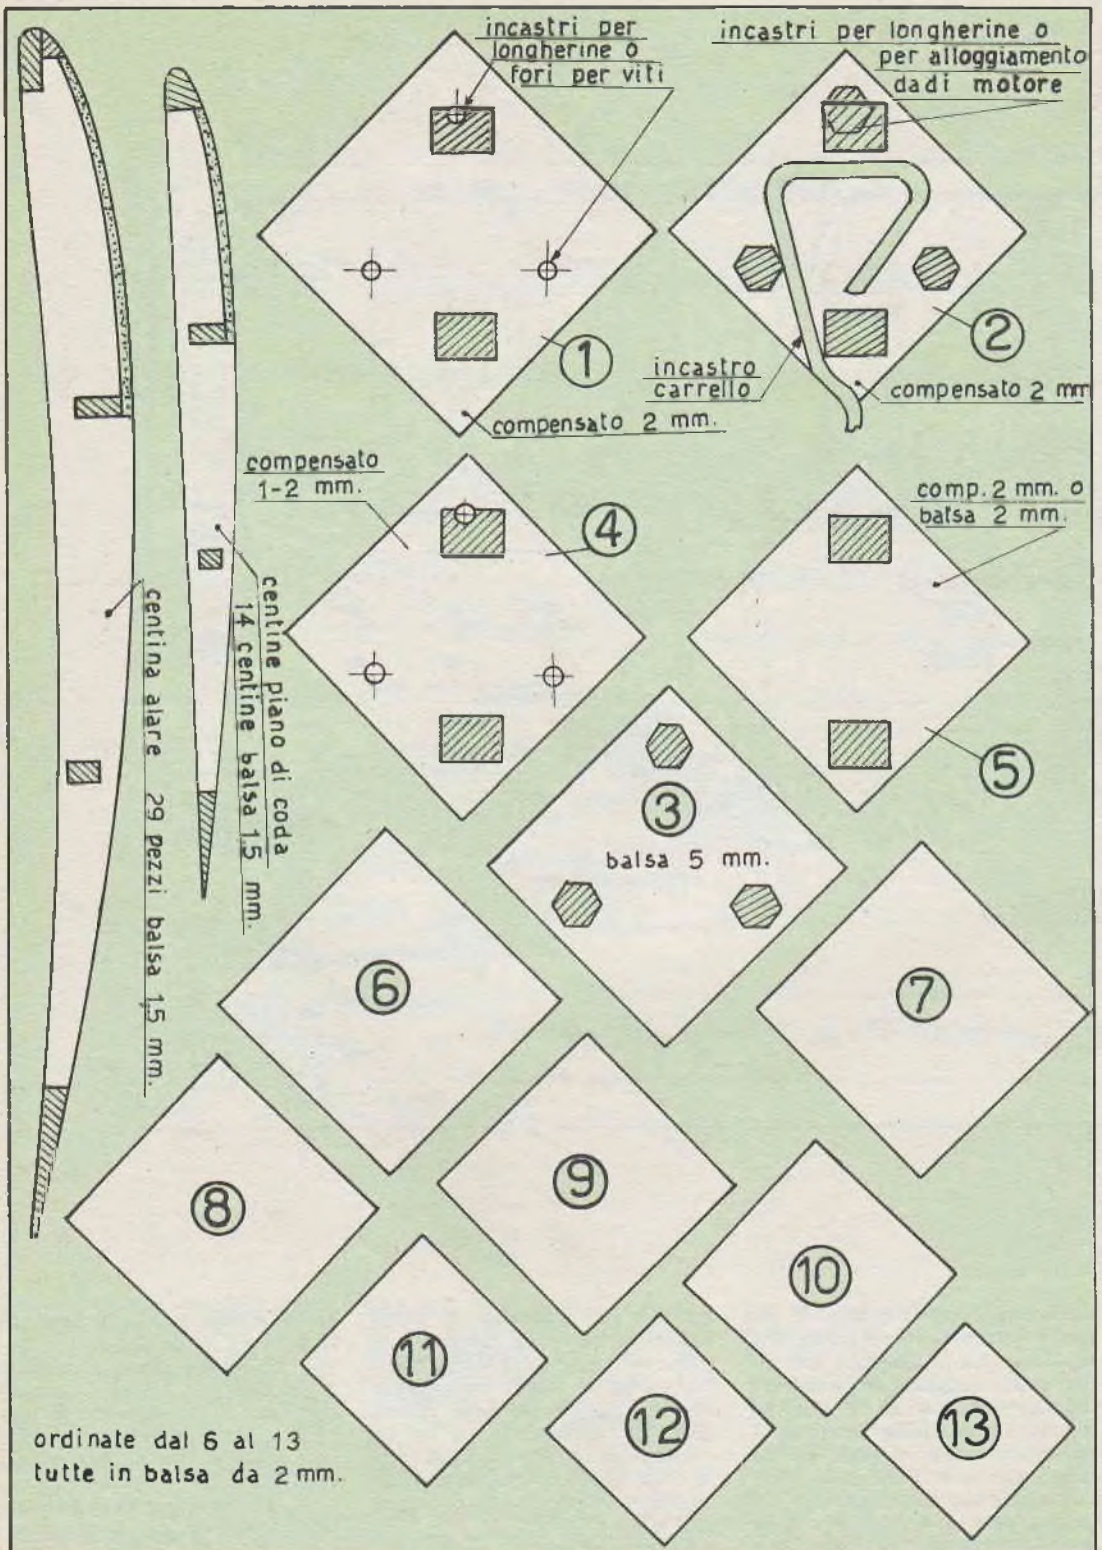 incastri per
longherine o
fori per viti
incastri per longherine o
per alloggiamento
dadi motore
1
compensato 2 mm.
incastro
carrello
2
compensato 2 mm
compensato
1-2 mm.
4
comp. 2 mm. o
balsa 2 mm.
5
centina alare 29 pezzi balsa 1,5 mm.
centine piano di coda
14 centine balsa 1,5 mm.
3
balsa 5 mm.
6
7
8
9
10
11
12
13
ordinate dal 6 al 13
tutte in balsa da 2 mm.